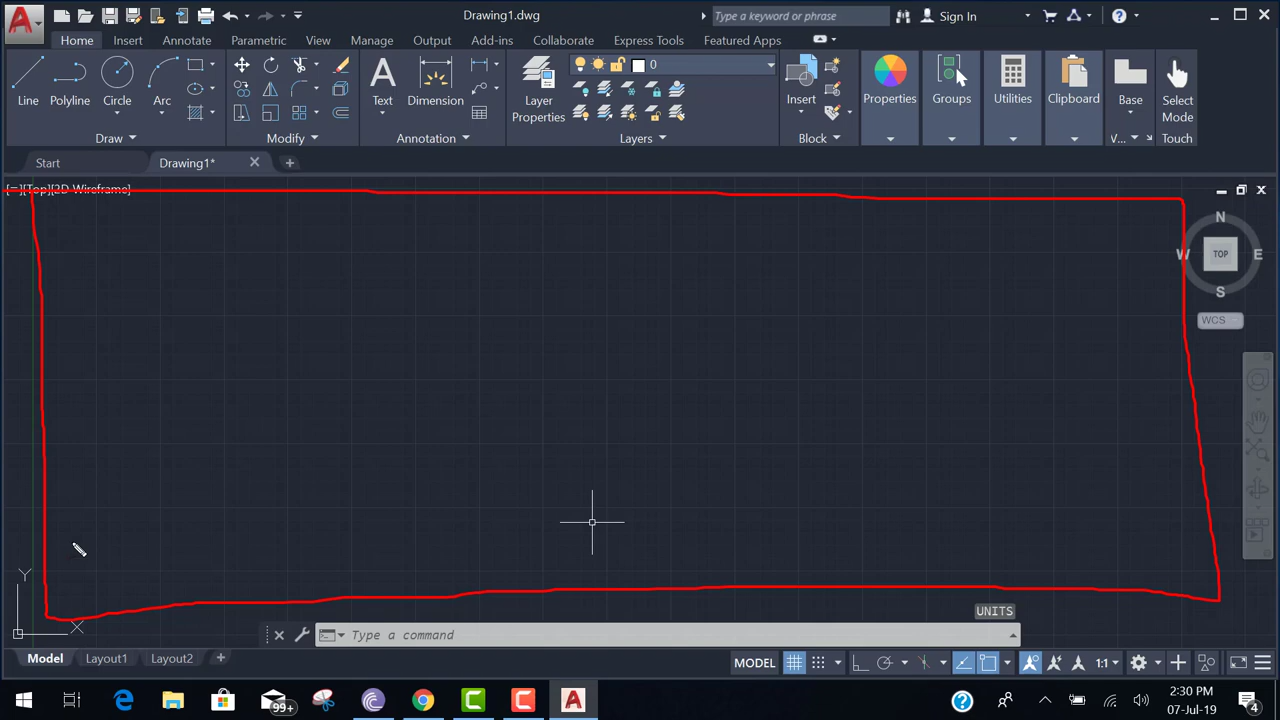 Drawing1.dwg
Type a keyword or phrase
Sign In
Home Insert Annotate Parametric View Manage Output Add-ins Collaborate Express Tools Featured Apps
Line Polyline Circle Arc
Text Dimension
Layer Properties
0
Insert
Properties Groups Utilities Clipboard Base
Select Mode
Draw Modify Annotation Layers Block V... Touch
Start Drawing1*
[−][Top][2D Wireframe]
N
W TOP E
S
WCS
Y
X
UNITS
Type a command
Model Layout1 Layout2
MODEL 1:1
99+
2:30 PM
07-Jul-19
4